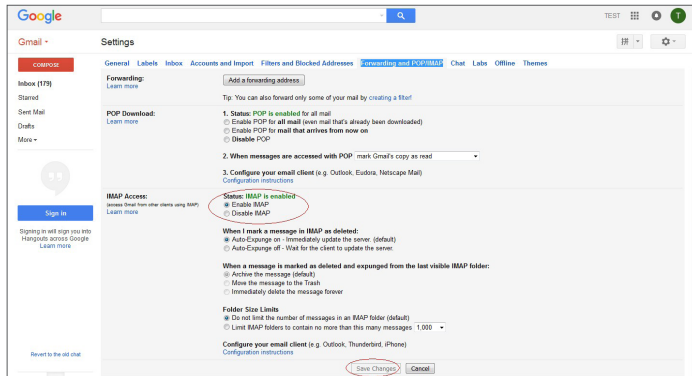 Google
TEST
T
Gmail
Settings
COMPOSE
General Labels Inbox Accounts and Import Filters and Blocked Addresses Forwarding and POP/IMAP Chat Labs Offline Themes
Inbox (179)
Starred
Sent Mail
Drafts
More
Forwarding:
Learn more
Add a forwarding address
Tip: You can also forward only some of your mail by creating a filter!
POP Download:
Learn more
1. Status: POP is enabled for all mail
Enable POP for all mail (even mail that's already been downloaded)
Enable POP for mail that arrives from now on
Disable POP
2. When messages are accessed with POP mark Gmail's copy as read
3. Configure your email client (e.g. Outlook, Eudora, Netscape Mail)
Configuration instructions
IMAP Access:
(access Gmail from other clients using IMAP)
Learn more
Status: IMAP is enabled
Enable IMAP
Disable IMAP
When I mark a message in IMAP as deleted:
Auto-Expunge on - Immediately update the server. (default)
Auto-Expunge off - Wait for the client to update the server.
When a message is marked as deleted and expunged from the last visible IMAP folder:
Archive the message (default)
Move the message to the Trash
Immediately delete the message forever
Folder Size Limits
Do not limit the number of messages in an IMAP folder (default)
Limit IMAP folders to contain no more than this many messages 1,000
Configure your email client (e.g. Outlook, Thunderbird, iPhone)
Configuration instructions
Save Changes Cancel
Sign in
Signing in will sign you into
Hangouts across Google
Learn more
Revert to the old chat